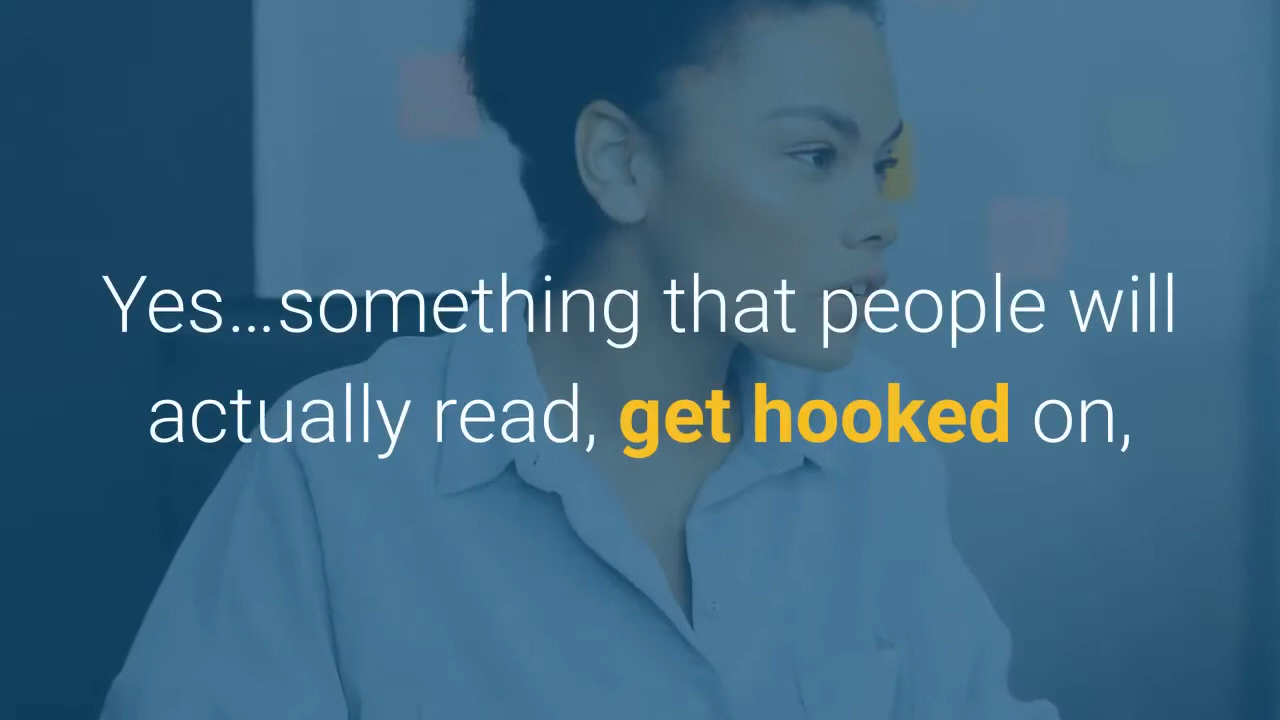 Yes...something that people will
actually read, get hooked on,